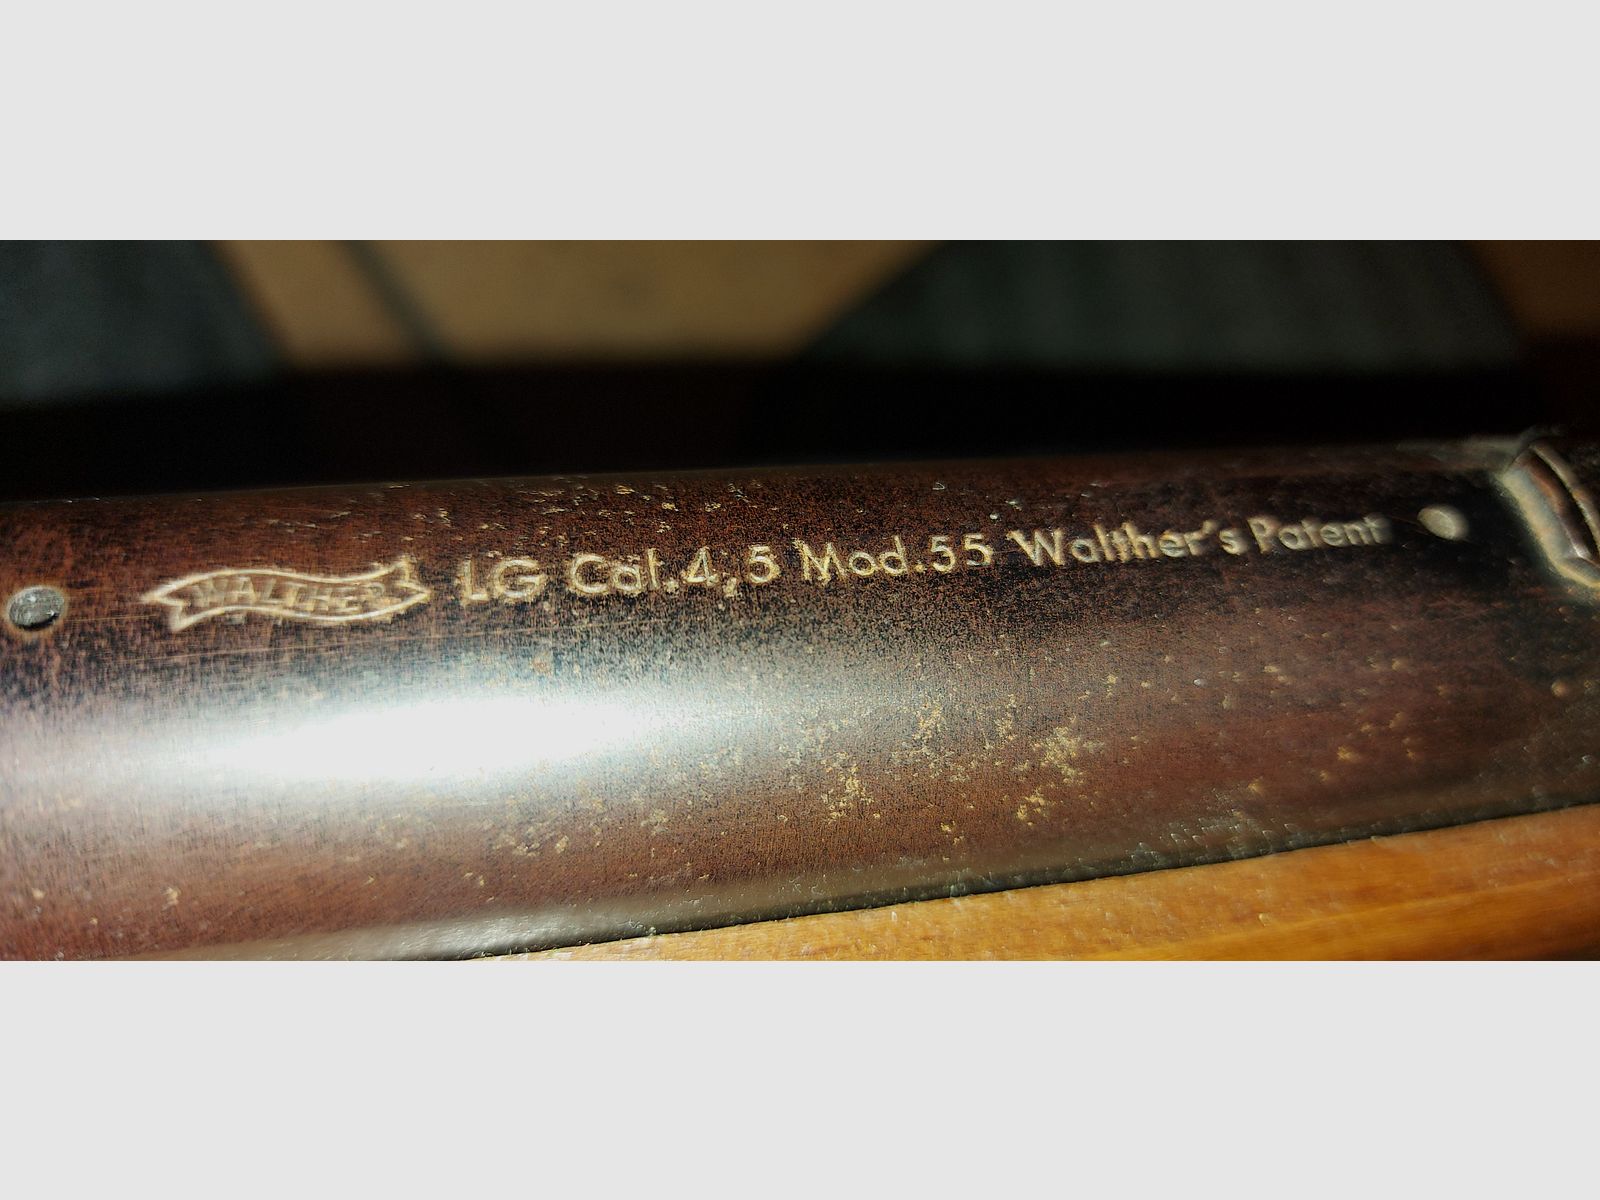 WALTHER LG Cal.4,5 Mod.55 Walther's Patent